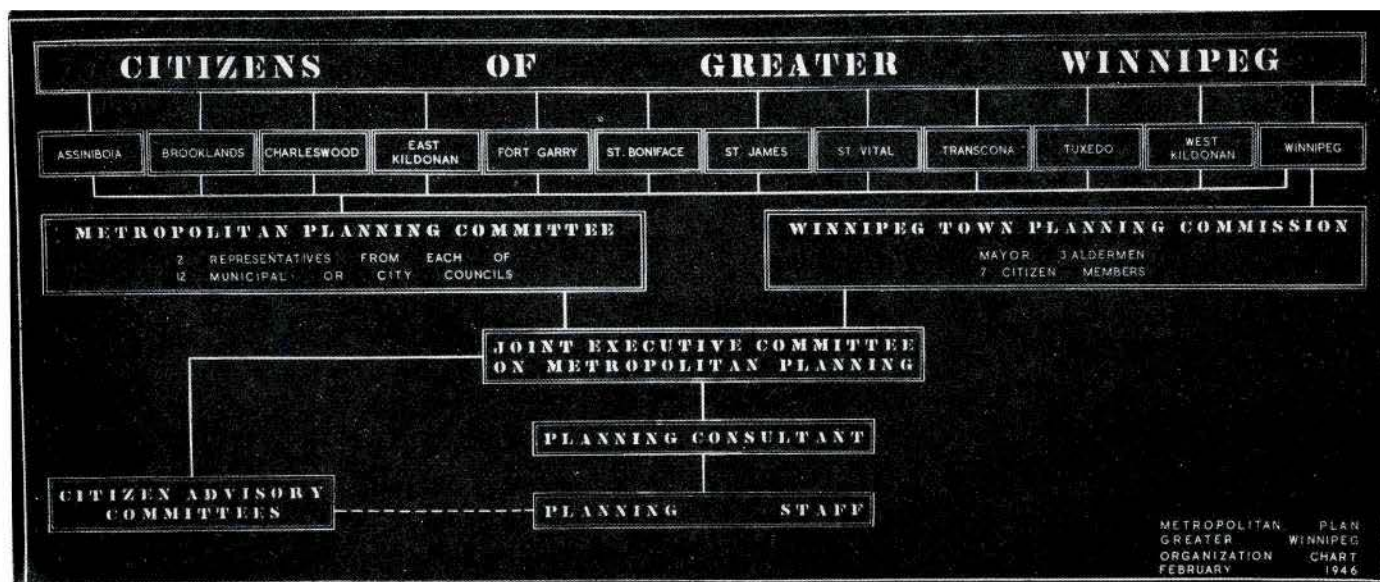 CITIZENS OF GREATER WINNIPEG
ASSINIBOIA
BROOKLANDS
CHARLESWOOD
EAST
KILDONAN
FORT GARRY
ST. BONIFACE
ST JAMES
ST VITAL
TRANSCONA
TUXEDO
WEST
KILDONAN
WINNIPEG
METROPOLITAN PLANNING COMMITTEE
2 REPRESENTATIVES FROM EACH OF
12 MUNICIPAL OR CITY COUNCILS
WINNIPEG TOWN PLANNING COMMISSION
MAYOR 3 ALDERMEN
7 CITIZEN MEMBERS
JOINT EXECUTIVE COMMITTEE
ON METROPOLITAN PLANNING
PLANNING CONSULTANT
CITIZEN ADVISORY
COMMITTEES
PLANNING STAFF
METROPOLITAN PLAN
GREATER WINNIPEG
ORGANIZATION CHART
FEBRUARY 1946